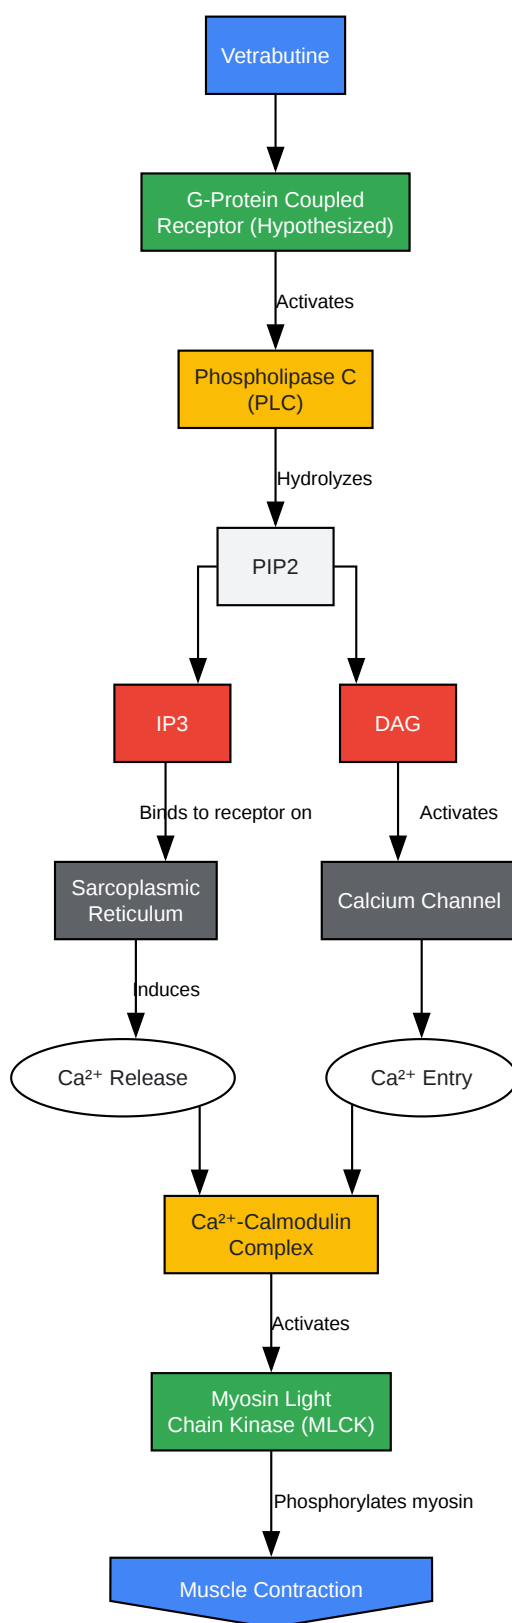 Vetrabutine
G-Protein Coupled
Receptor (Hypothesized)
Activates
Phospholipase C
(PLC)
Hydrolyzes
PIP2
IP3
DAG
Binds to receptor on
Activates
Sarcoplasmic
Reticulum
Calcium Channel
Induces
Ca²⁺ Release
Ca²⁺ Entry
Ca²⁺-Calmodulin
Complex
Activates
Myosin Light
Chain Kinase (MLCK)
Phosphorylates myosin
Muscle Contraction